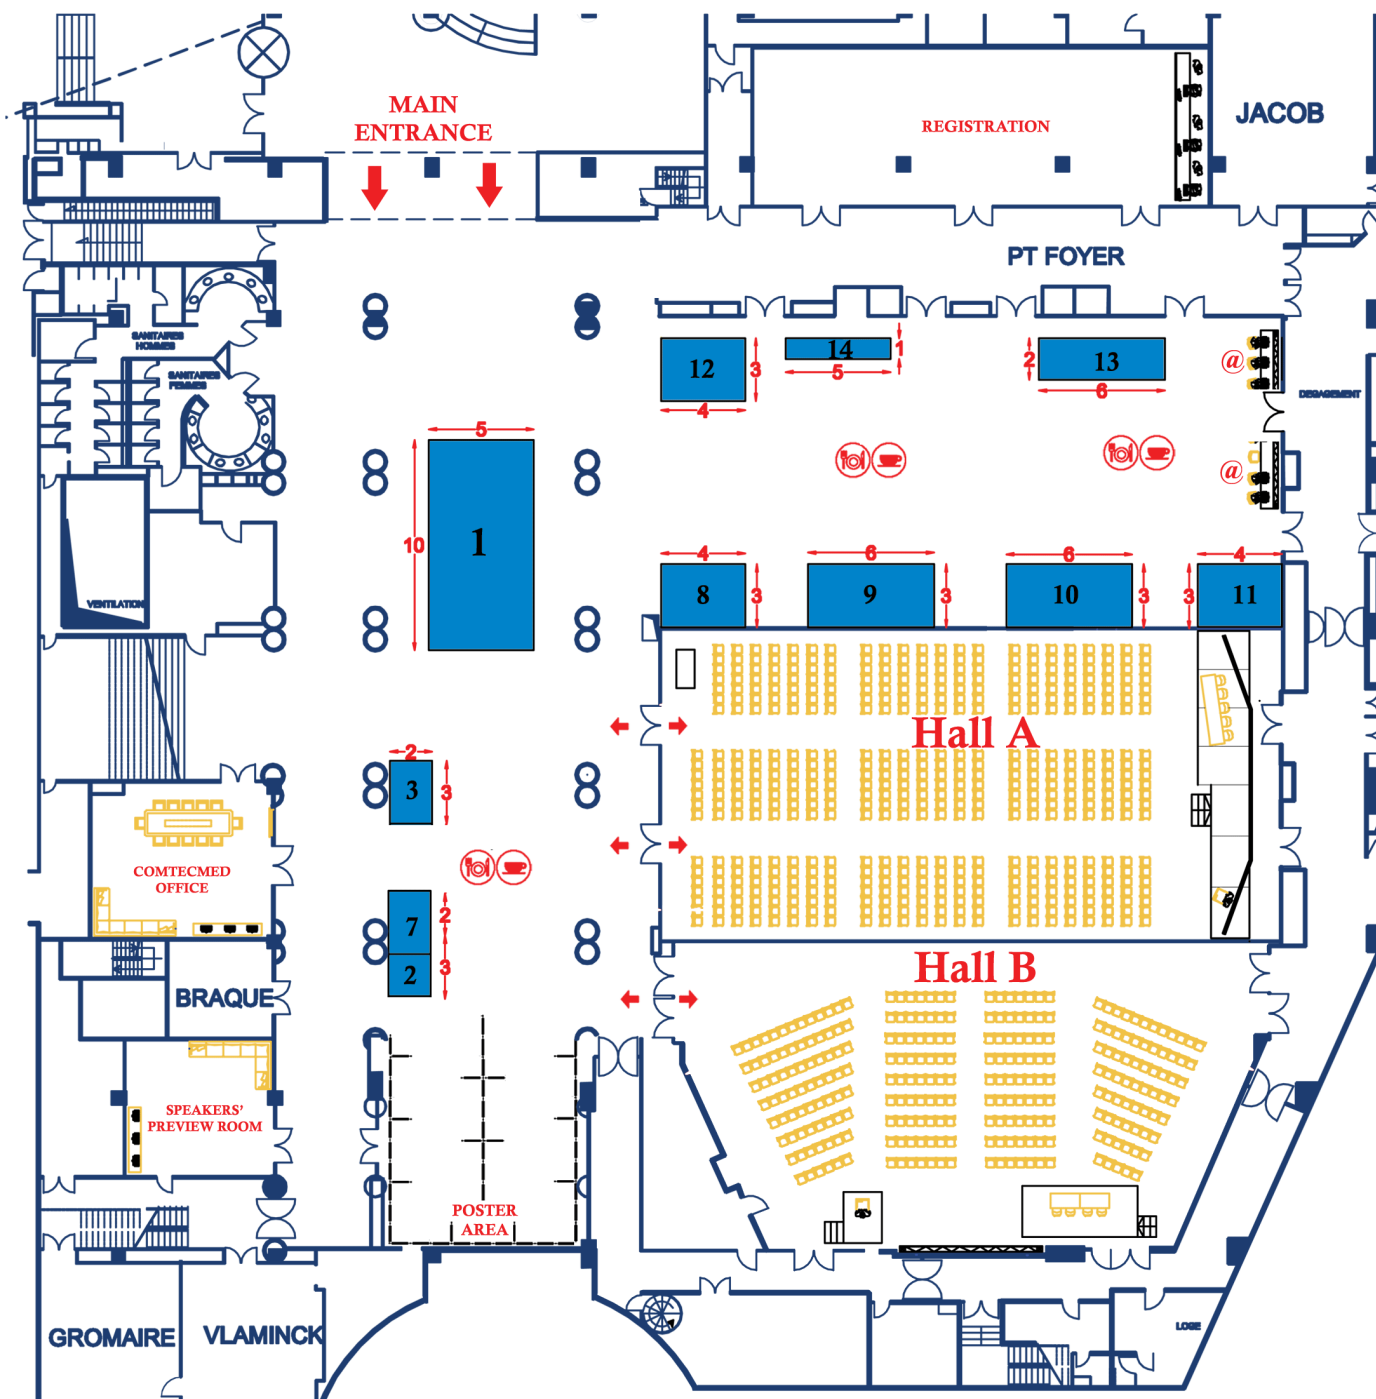 MAIN
ENTRANCE
REGISTRATION
JACOB
PT FOYER
SANITAIRES
HOMMES
SANITAIRES
FEMMES
12
3
4
14
1
5
2
13
6
@
DEGAGEMENT
5
10
1
@
4
6
6
4
8
3
9
3
10
3
3
11
VENTILATION
Hall A
2
3
3
COMTECMED
OFFICE
7
2
2
3
Hall B
BRAQUE
SPEAKERS'
PREVIEW ROOM
POSTER
AREA
GROMAIRE
VLAMINCK
LOGE